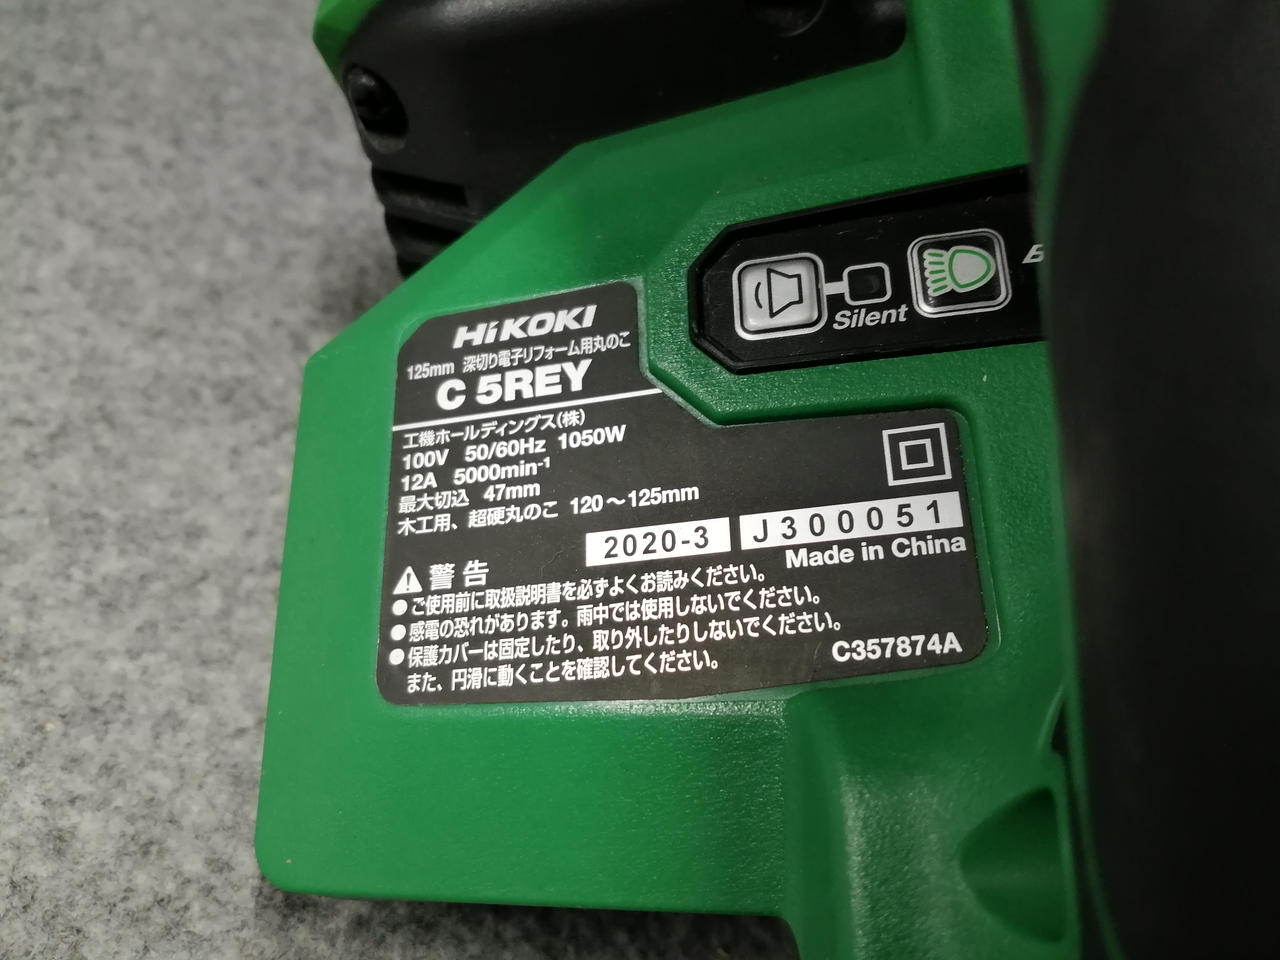 Silent
HiKOKI
125mm 深切り電子リフォーム用丸のこ
C 5REY
工機ホールディングス(株)
100V 50/60Hz 1050W
12A 5000min⁻¹
最大切込 47mm
木工用、超硬丸のこ 120～125mm
2020-3 J300051
Made in China
警告
●ご使用前に取扱説明書を必ずよくお読みください。
●感電の恐れがあります。雨中では使用しないでください。
●保護カバーは固定したり、取り外したりしないでください。
また、円滑に動くことを確認してください。
C357874A